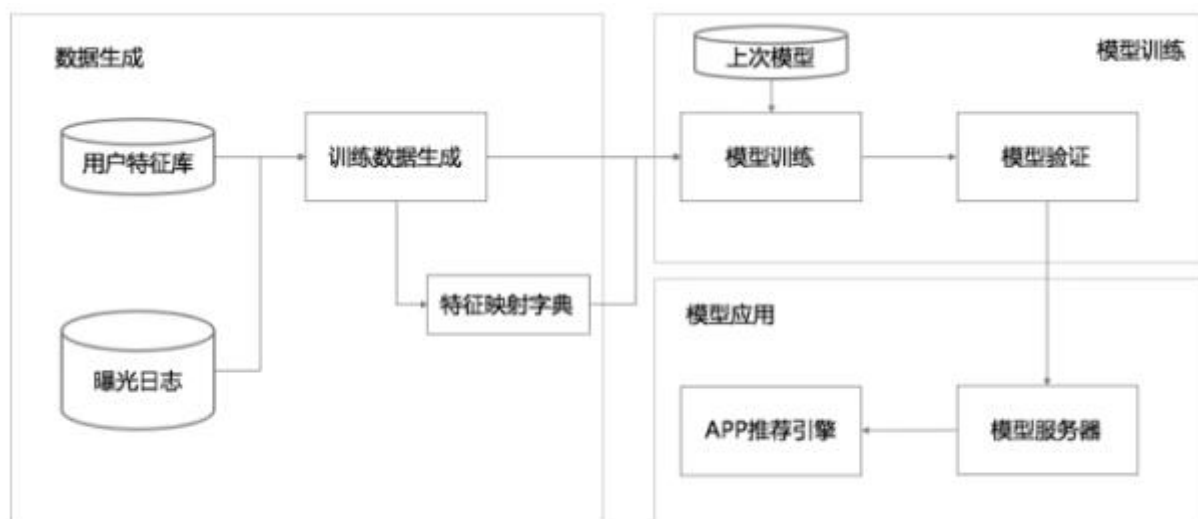 数据生成
用户特征库
训练数据生成
特征映射字典
曝光日志
上次模型
模型训练
模型训练
模型验证
模型应用
APP推荐引擎
模型服务器